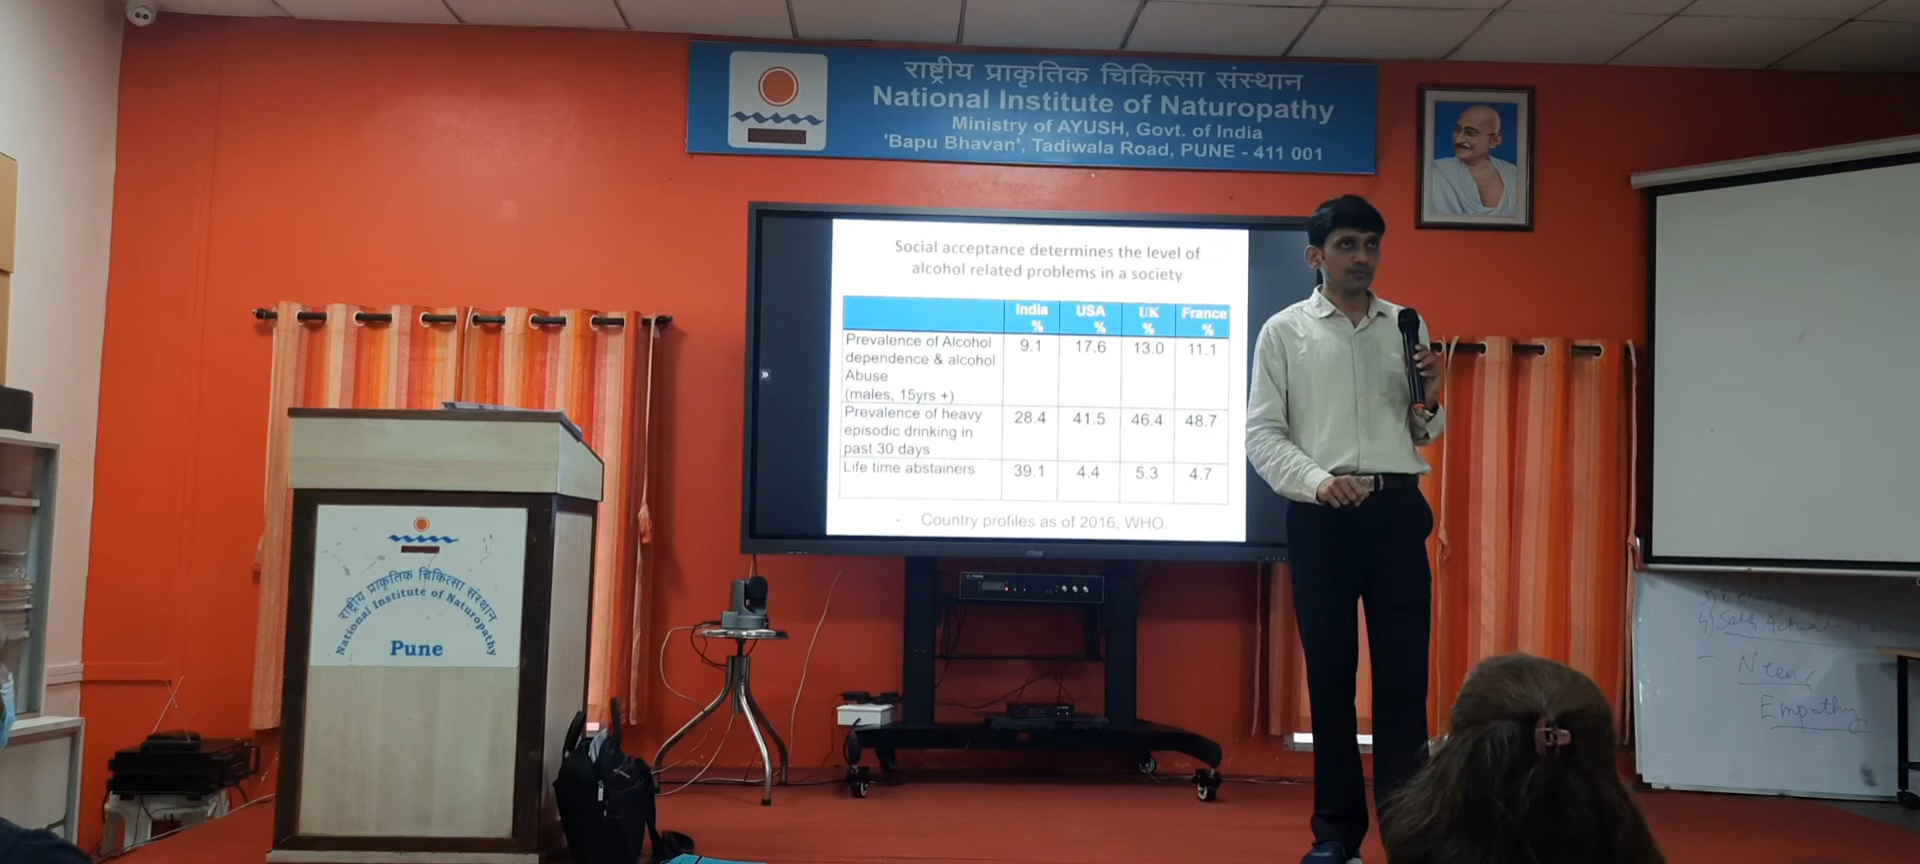 राष्ट्रीय प्राकृतिक चिकित्सा संस्थान
National Institute of Naturopathy
Ministry of AYUSH, Govt. of India
'Bapu Bhavan', Tadiwala Road, PUNE - 411 001
Social acceptance determines the level of
alcohol related problems in a society
India % USA % UK % France %
Prevalence of Alcohol
dependence & alcohol
Abuse
(males, 15yrs +)
9.1 17.6 13.0 11.1
Prevalence of heavy
episodic drinking in
past 30 days
28.4 41.5 46.4 48.7
Life time abstainers 39.1 4.4 5.3 4.7
- Country profiles as of 2016, WHO.
राष्ट्रीय प्राकृतिक चिकित्सा संस्थान
National Institute of Naturopathy
Pune
Empathy